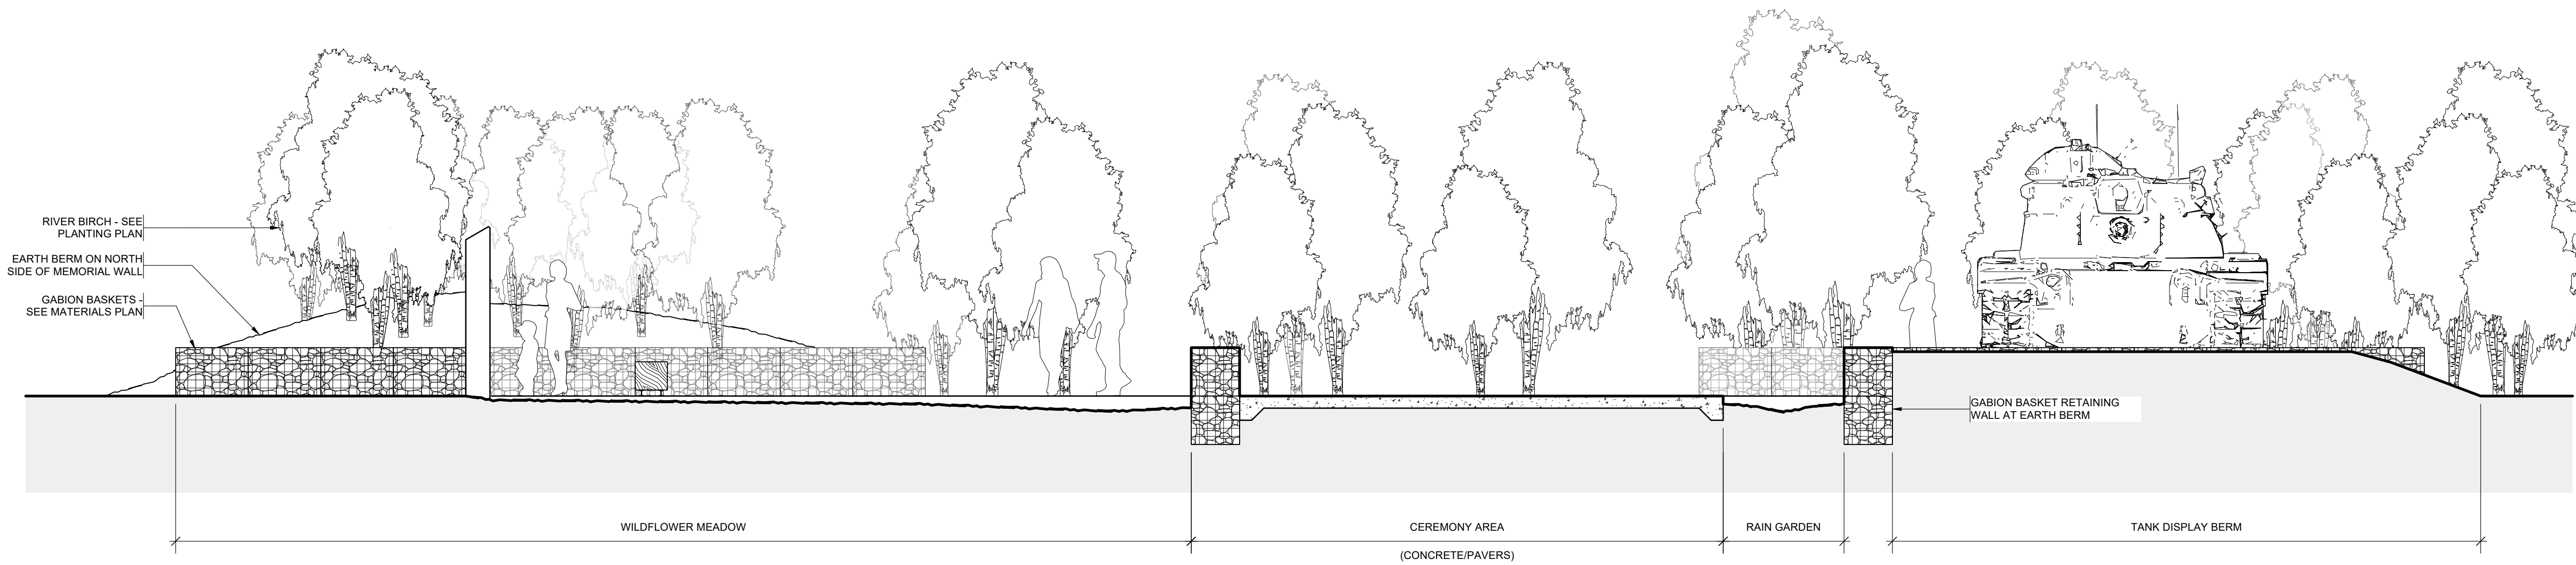 RIVER BIRCH - SEE
PLANTING PLAN
EARTH BERM ON NORTH
SIDE OF MEMORIAL WALL
GABION BASKETS -
SEE MATERIALS PLAN
GABION BASKET RETAINING
WALL AT EARTH BERM
WILDFLOWER MEADOW
CEREMONY AREA
(CONCRETE/PAVERS)
RAIN GARDEN
TANK DISPLAY BERM